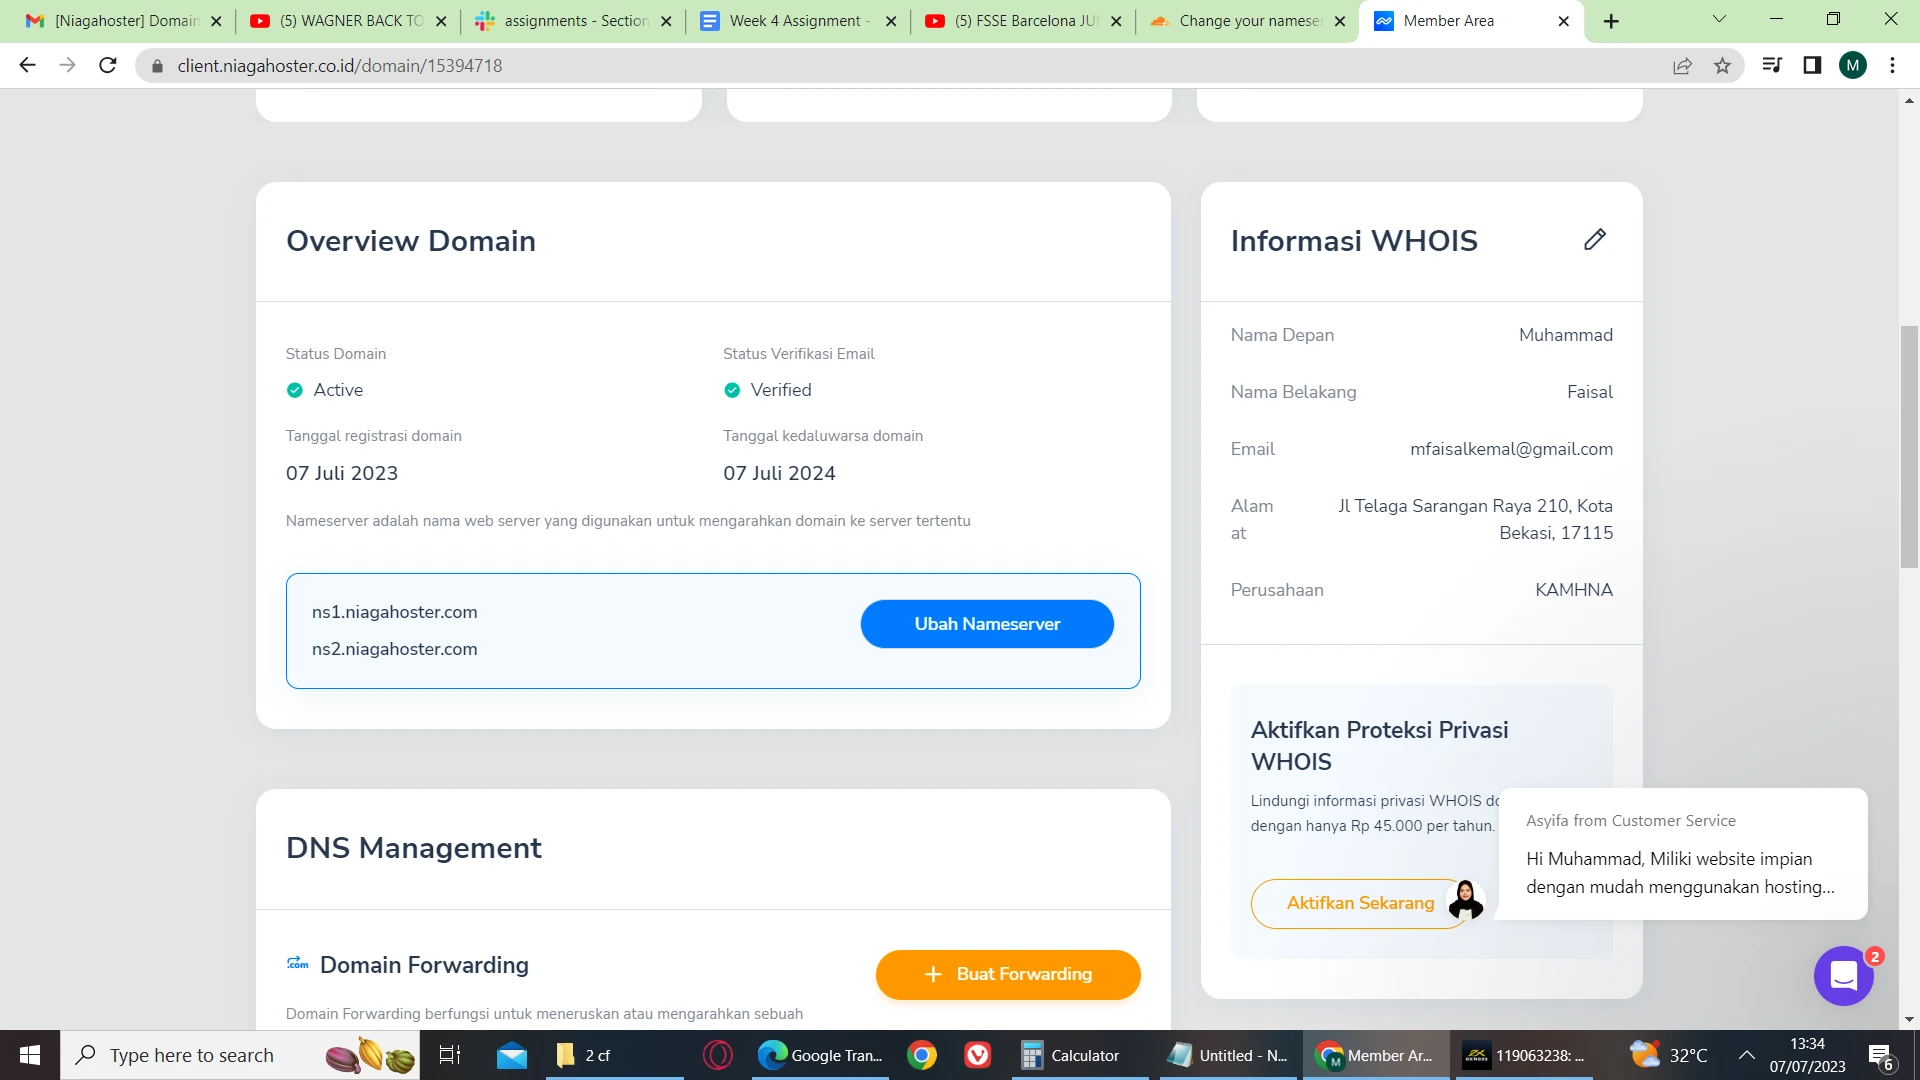 [Niagahoster] Domain
(5) WAGNER BACK TO
assignments - Section
Week 4 Assignment -
(5) FSSE Barcelona JU
Change your nameser
Member Area
client.niagahoster.co.id/domain/15394718
M
Overview Domain
Status Domain
Status Verifikasi Email
Active
Verified
Tanggal registrasi domain
Tanggal kedaluwarsa domain
07 Juli 2023
07 Juli 2024
Nameserver adalah nama web server yang digunakan untuk mengarahkan domain ke server tertentu
ns1.niagahoster.com
ns2.niagahoster.com
Ubah Nameserver
DNS Management
.com Domain Forwarding
+ Buat Forwarding
Domain Forwarding berfungsi untuk meneruskan atau mengarahkan sebuah
Informasi WHOIS
Nama Depan Muhammad
Nama Belakang Faisal
Email mfaisalkemal@gmail.com
Alam Jl Telaga Sarangan Raya 210, Kota
at Bekasi, 17115
Perusahaan KAMHNA
Aktifkan Proteksi Privasi
WHOIS
Lindungi informasi privasi WHOIS do
dengan hanya Rp 45.000 per tahun.
Aktifkan Sekarang
Asyifa from Customer Service
Hi Muhammad, Miliki website impian
dengan mudah menggunakan hosting...
2
Type here to search
2 cf
Google Tran...
Calculator
Untitled - N...
M
Member Ar...
119063238: ...
32°C
13:34
07/07/2023
6